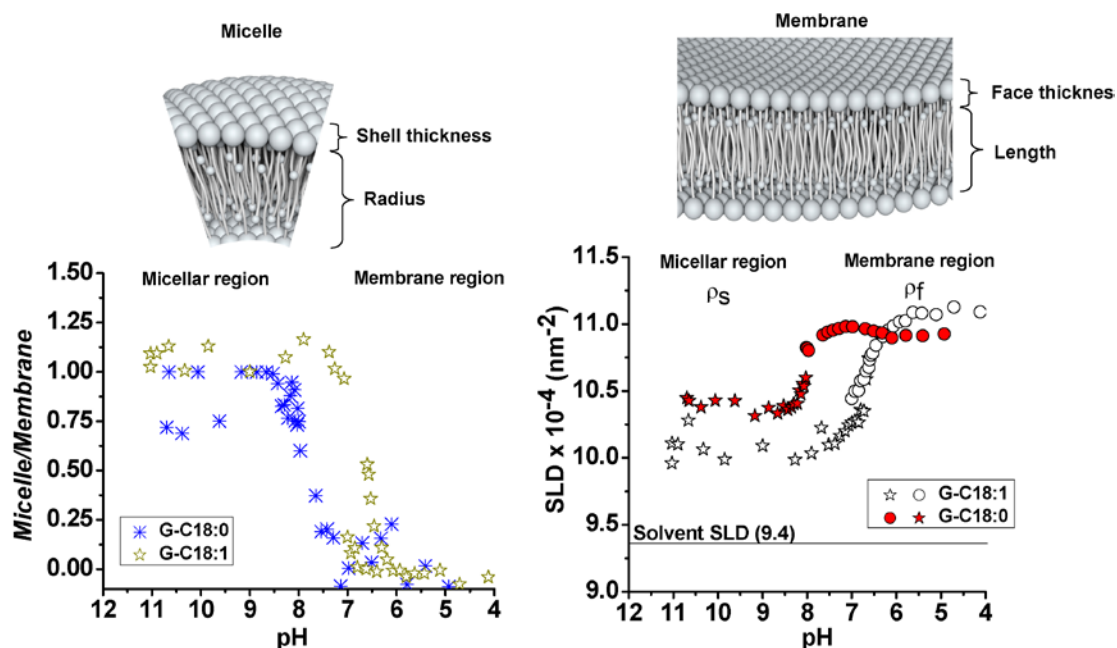 Micelle
Shell thickness
Radius
Membrane
Face thicknes
Length
1.50
1.25
1.00
0.75
0.50
0.25
0.00
Micelle/Membrane
Micellar region
Membrane region
G-C18:0
G-C18:1
12 11 10 9 8 7 6 5 4
pH
11.5
11.0
10.5
10.0
9.5
9.0
SLD x 10-4 (nm-2)
Micellar region
Membrane region
ρs
ρf
G-C18:1
G-C18:0
Solvent SLD (9.4)
12 11 10 9 8 7 6 5 4
pH